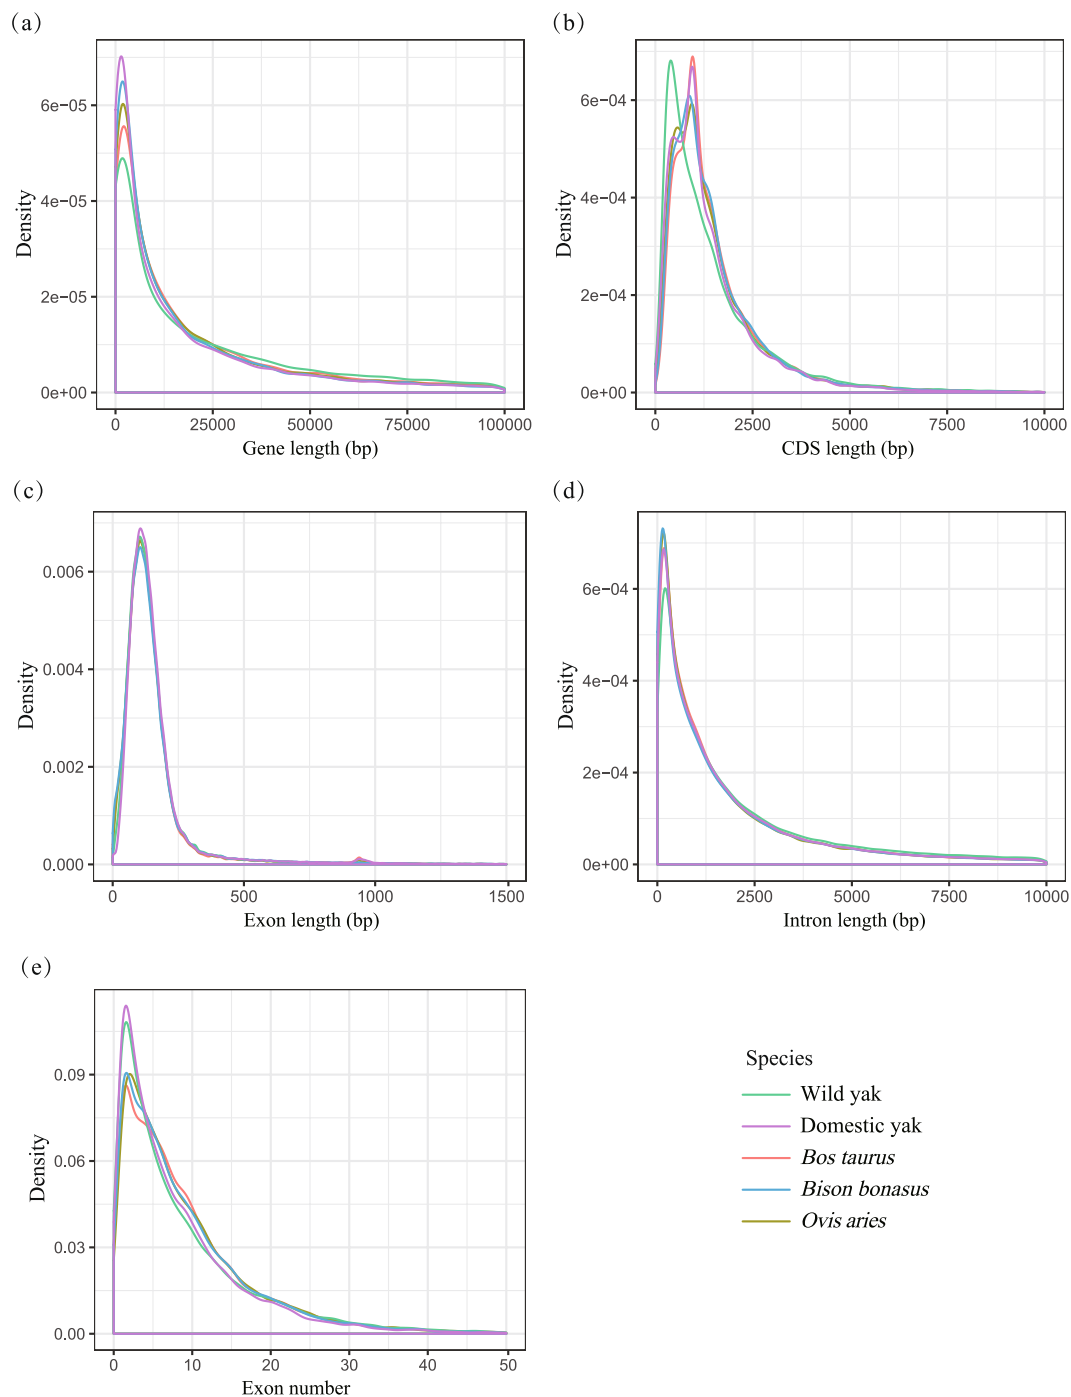 (a)
Density
6e−05
4e−05
2e−05
0e+00
0 25000 50000 75000 100000
Gene length (bp)
(b)
Density
6e−04
4e−04
2e−04
0e+00
0 2500 5000 7500 10000
CDS length (bp)
(c)
Density
0.006
0.004
0.002
0.000
0 500 1000 1500
Exon length (bp)
(d)
Density
6e−04
4e−04
2e−04
0e+00
0 2500 5000 7500 10000
Intron length (bp)
(e)
Density
0.09
0.06
0.03
0.00
0 10 20 30 40 50
Exon number
Species
Wild yak
Domestic yak
Bos taurus
Bison bonasus
Ovis aries